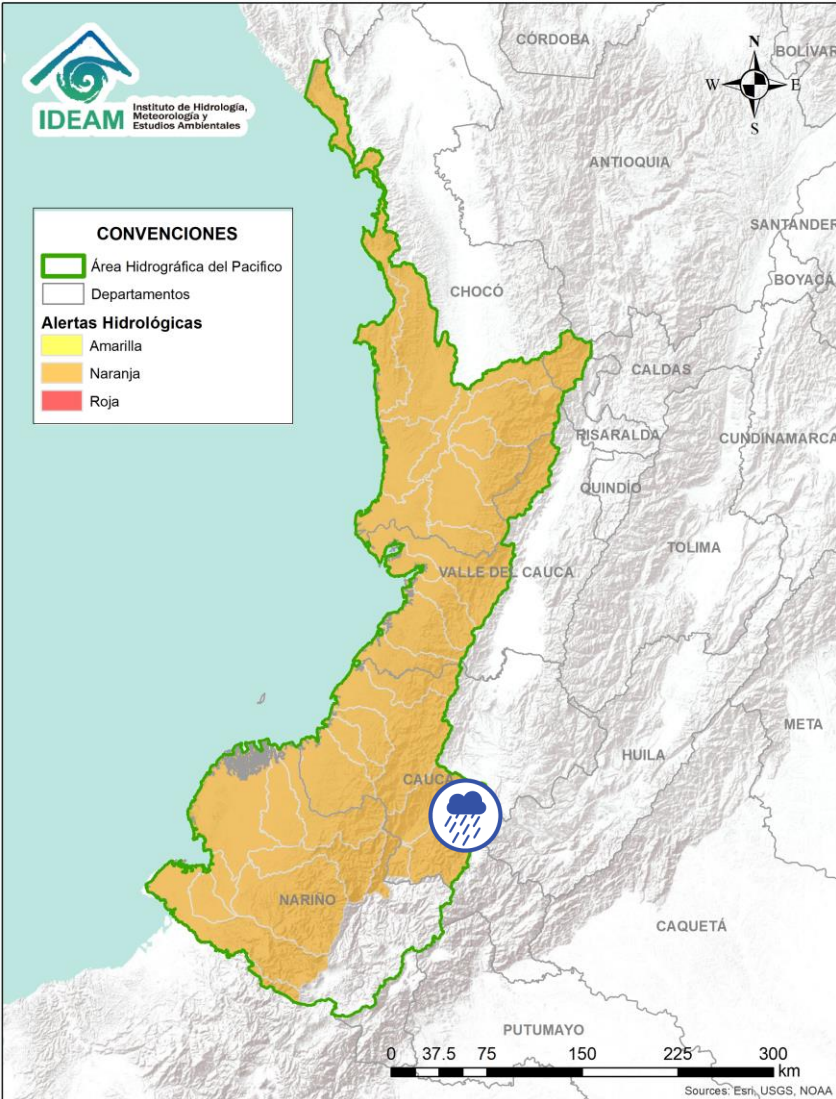 IDEAM
Instituto de Hidrología,
Meteorología y
Estudios Ambientales
CÓRDOBA
BOLÍVAR
N
W
E
S
ANTIOQUIA
SANTANDER
BOYACÁ
CONVENCIONES
Área Hidrográfica del Pacifico
Departamentos
Alertas Hidrológicas
Amarilla
Naranja
Roja
CHOCÓ
CALDAS
RISARALDA
CUNDINAMARCA
QUINDÍO
TOLIMA
VALLE DEL CAUCA
META
HUILA
CAUCA
NARIÑO
CAQUETÁ
PUTUMAYO
0 37.5 75 150 225 300
km
Sources: Esri, USGS, NOAA